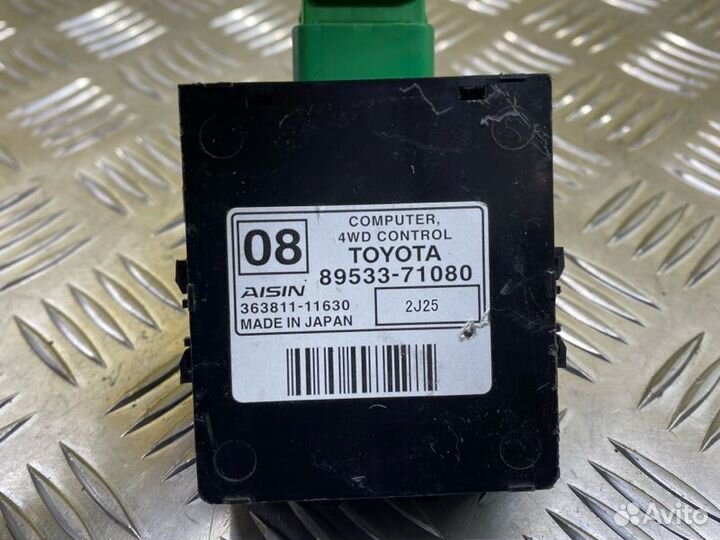 08
COMPUTER,
4WD CONTROL
TOYOTA
89533-71080
AISIN
363811-11630
MADE IN JAPAN
2J25
Avito